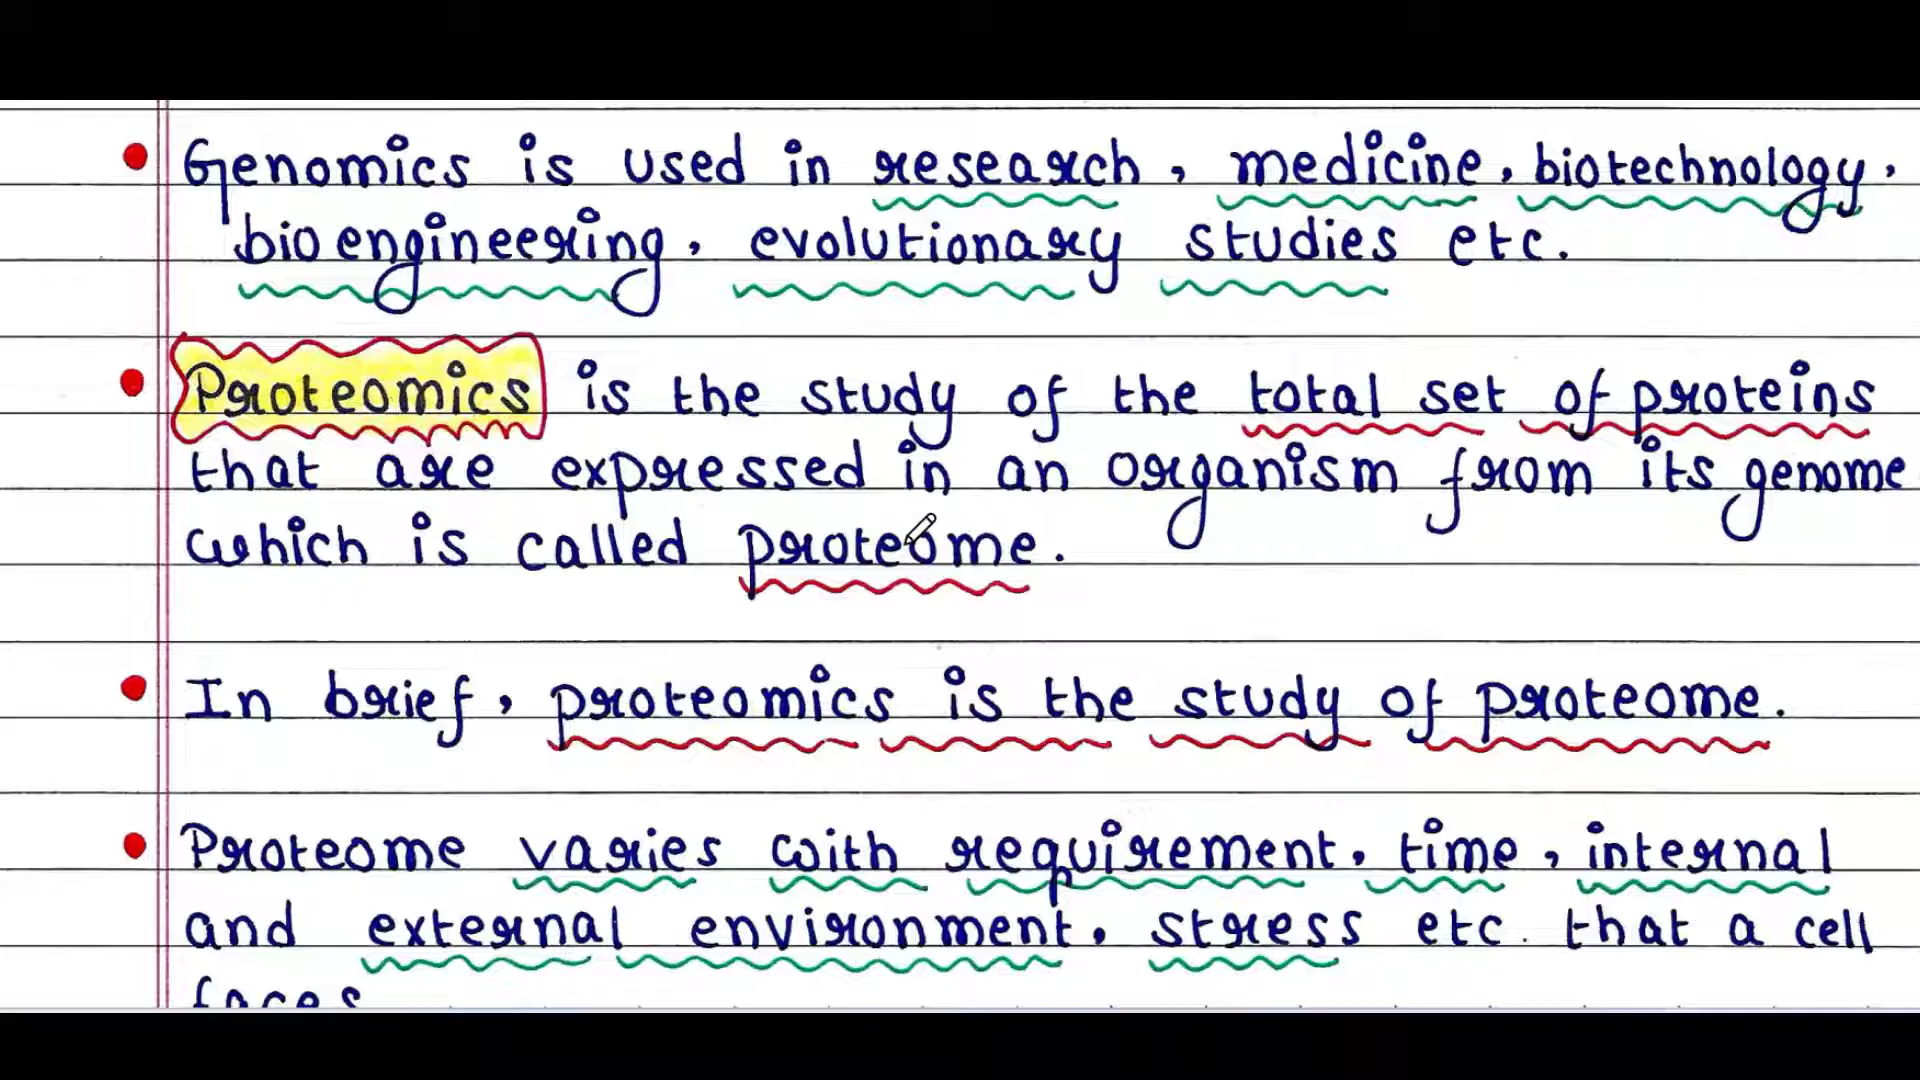 Genomics is used in research, medicine, biotechnology,
bioengineering, evolutionary studies etc.
Proteomics is the study of the total set of proteins
that are expressed in an organism from its genome
which is called proteome.
In brief, proteomics is the study of proteome.
Proteome varies with requirement, time, internal
and external environment, stress etc. that a cell
faces